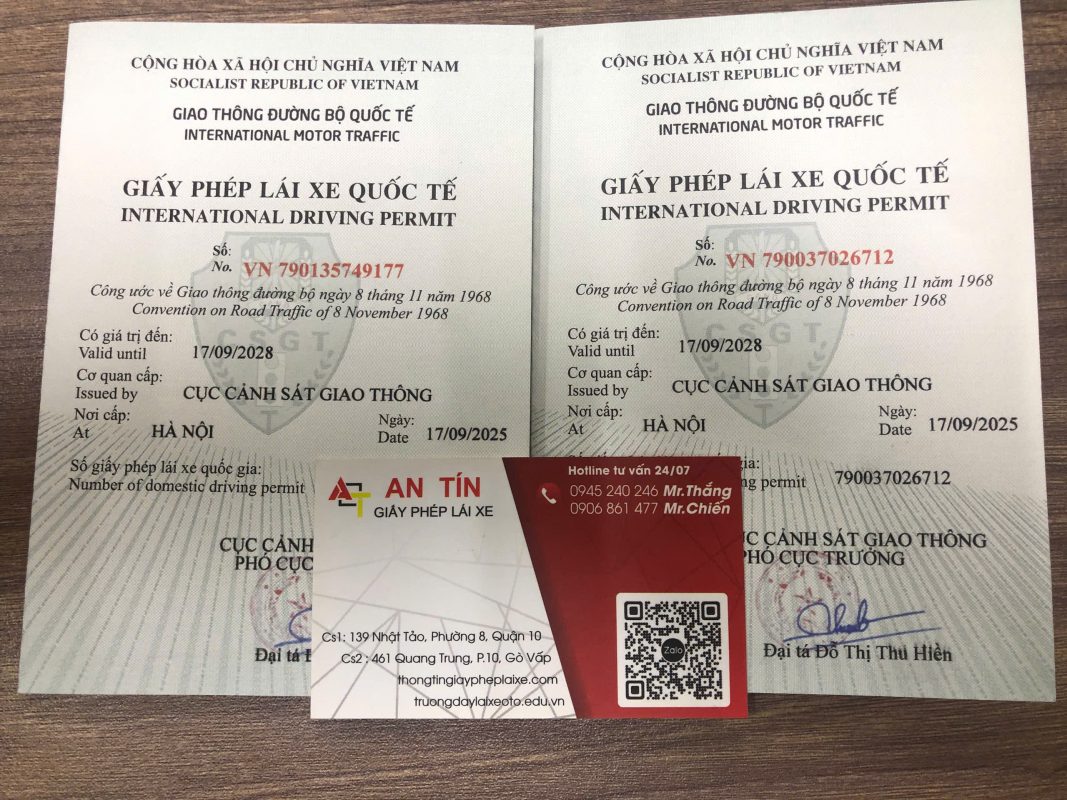 CỘNG HÒA XÃ HỘI CHỦ NGHĨA VIỆT NAM
SOCIALIST REPUBLIC OF VIETNAM
GIAO THÔNG ĐƯỜNG BỘ QUỐC TẾ
INTERNATIONAL MOTOR TRAFFIC
GIẤY PHÉP LÁI XE QUỐC TẾ
INTERNATIONAL DRIVING PERMIT
Số:
No. VN 790135749177
Công ước về Giao thông đường bộ ngày 8 tháng 11 năm 1968
Convention on Road Traffic of 8 November 1968
CSGT
Có giá trị đến:
Valid until 17/09/2028
Cơ quan cấp:
Issued by CỤC CẢNH SÁT GIAO THÔNG
Nơi cấp:
At HÀ NỘI
Ngày:
Date 17/09/2025
Số giấy phép lái xe quốc gia:
Number of domestic driving permit
CỤC CẢNH
PHÓ CỤC
Đại tá
CỘNG HÒA XÃ HỘI CHỦ NGHĨA VIỆT NAM
SOCIALIST REPUBLIC OF VIETNAM
GIAO THÔNG ĐƯỜNG BỘ QUỐC TẾ
INTERNATIONAL MOTOR TRAFFIC
GIẤY PHÉP LÁI XE QUỐC TẾ
INTERNATIONAL DRIVING PERMIT
Số:
No. VN 790037026712
Công ước về Giao thông đường bộ ngày 8 tháng 11 năm 1968
Convention on Road Traffic of 8 November 1968
CSGT
Có giá trị đến:
Valid until 17/09/2028
Cơ quan cấp:
Issued by CỤC CẢNH SÁT GIAO THÔNG
Nơi cấp:
At HÀ NỘI
Ngày:
Date 17/09/2025
gia:
permit 790037026712
CẢNH SÁT GIAO THÔNG
PHÓ CỤC TRƯỞNG
Đại tá Đỗ Thị Thu Hiền
AT AN TÍN
GIẤY PHÉP LÁI XE
Hotline tư vấn 24/07
0945 240 246 Mr.Thắng
0906 861 477 Mr.Chiến
Cs1: 139 Nhật Tảo, Phường 8, Quận 10
Cs2 : 461 Quang Trung, P.10, Gò Vấp
thongtingiaypheplaixe.com
truongdaylaixeoto.edu.vn
Zalo